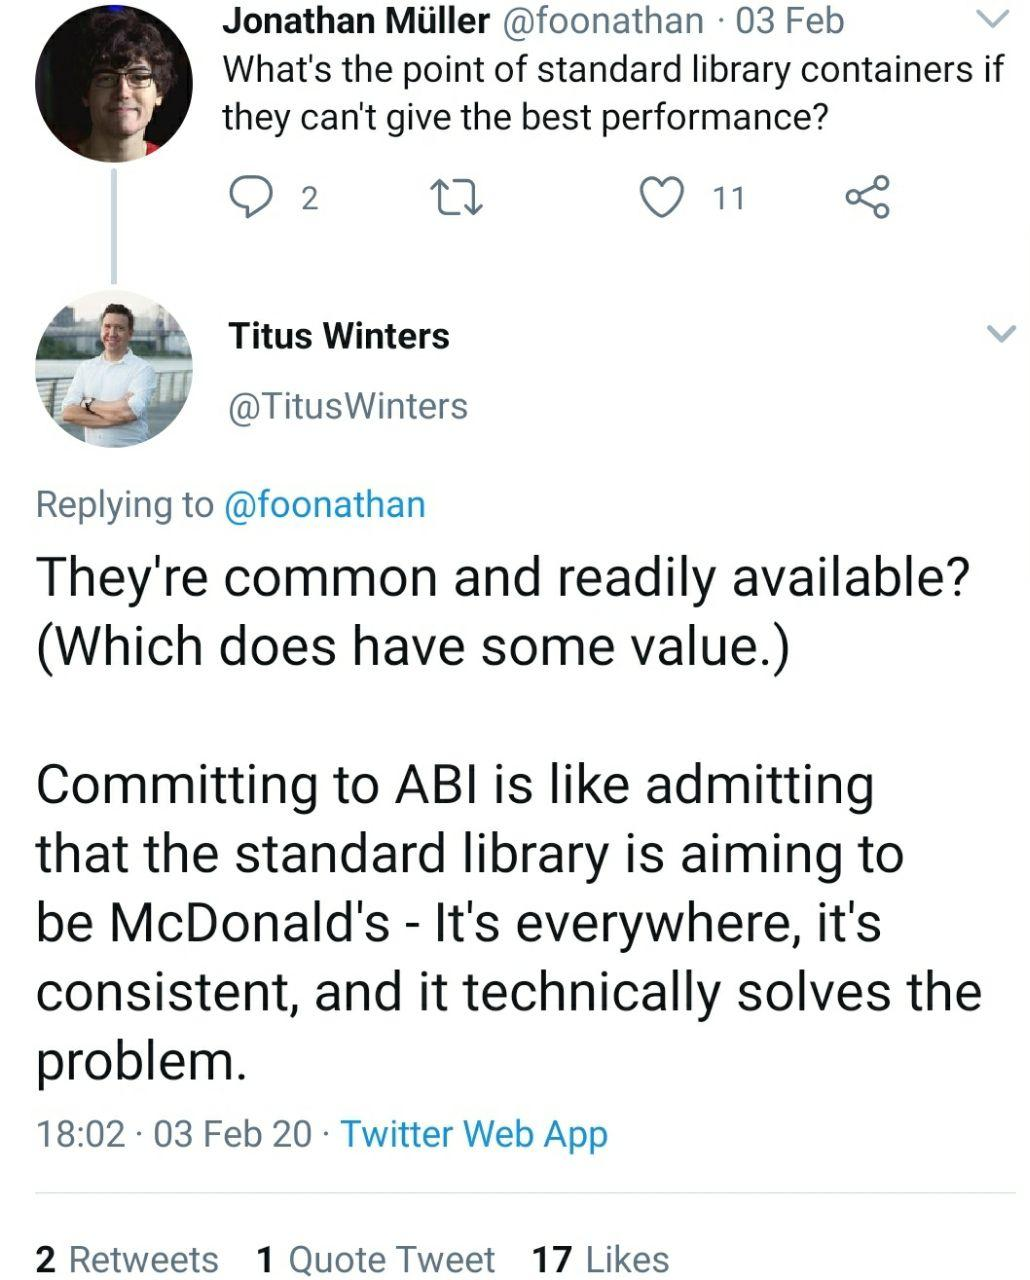 Jonathan Müller @foonathan · 03 Feb
What's the point of standard library containers if
they can't give the best performance?
2 11
Titus Winters
@TitusWinters
Replying to @foonathan
They're common and readily available?
(Which does have some value.)
Committing to ABI is like admitting
that the standard library is aiming to
be McDonald's - It's everywhere, it's
consistent, and it technically solves the
problem.
18:02 · 03 Feb 20 · Twitter Web App
2 Retweets 1 Quote Tweet 17 Likes